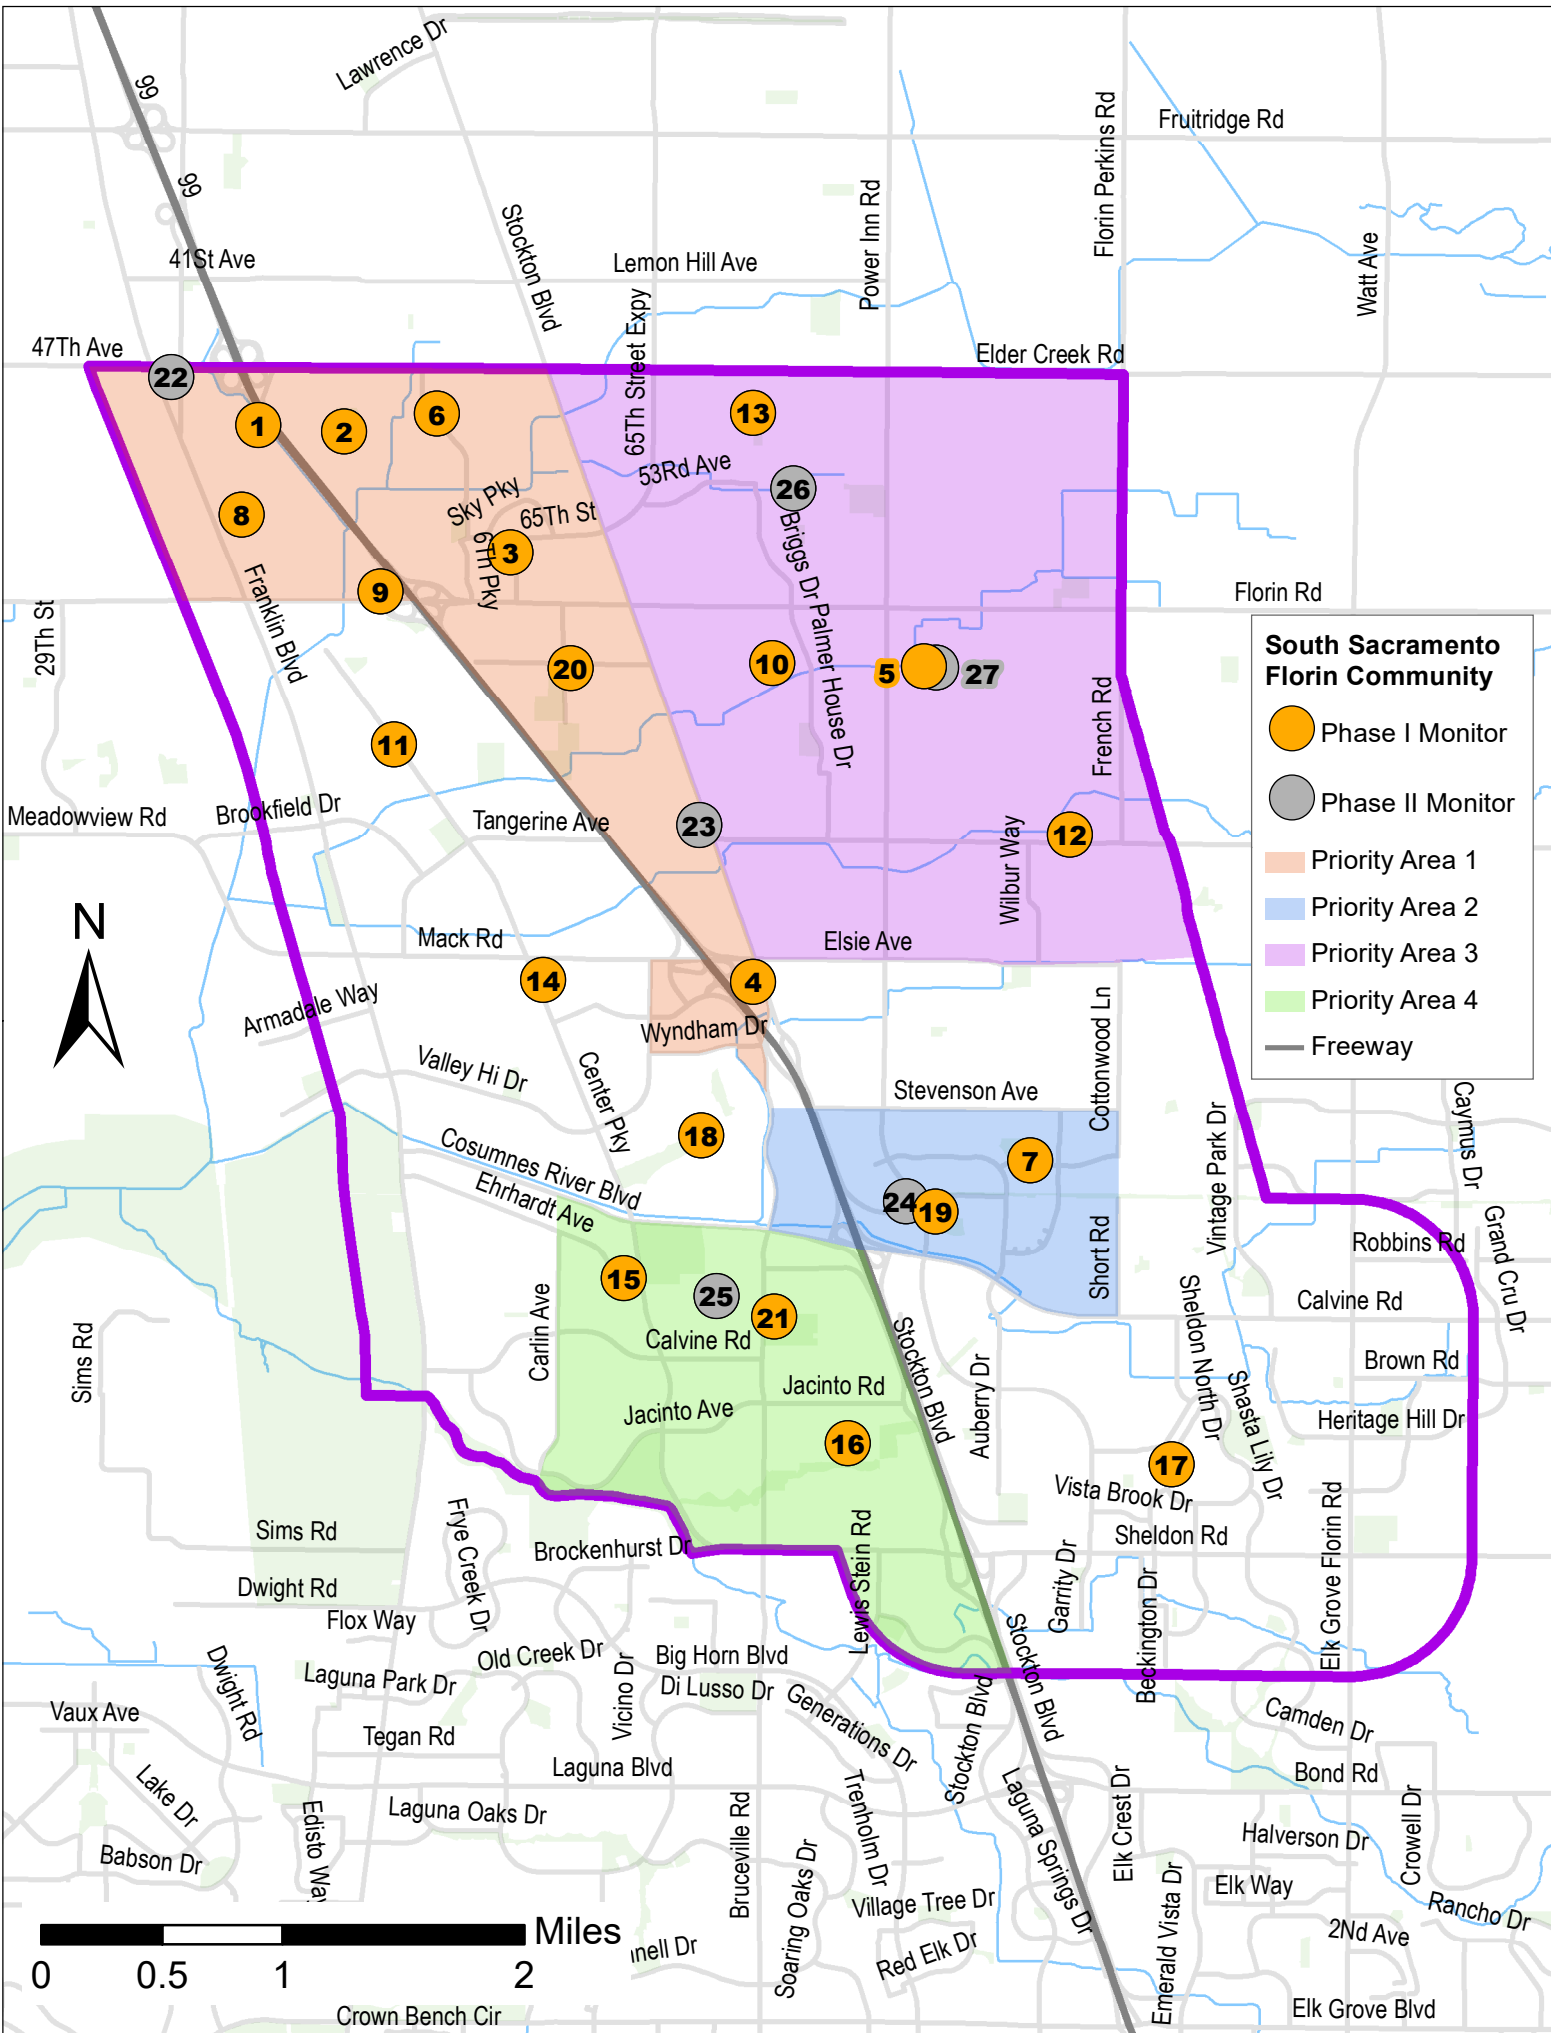 Lawrence Dr
99
Fruitridge Rd
Florin Perkins Rd
99
Stockton Blvd
Power Inn Rd
Watt Ave
41St Ave
Lemon Hill Ave
65Th Street Expy
47Th Ave
Elder Creek Rd
22
1
2
6
13
53Rd Ave
26
Sky Pky
65Th St
8
3
6Th Pky
Briggs Dr
9
Franklin Blvd
29Th St
Florin Rd
Palmer House Dr
20
10
5
27
French Rd
11
South Sacramento
Florin Community
Phase I Monitor
Phase II Monitor
Priority Area 1
Priority Area 2
Priority Area 3
Priority Area 4
Freeway
Meadowview Rd
Brookfield Dr
Tangerine Ave
23
12
Wilbur Way
N
Mack Rd
Elsie Ave
14
4
Armadale Way
Wyndham Dr
Cottonwood Ln
Valley Hi Dr
Center Pky
Stevenson Ave
Caymus Dr
Vintage Park Dr
18
7
Cosumnes River Blvd
Ehrhardt Ave
24
19
Short Rd
Robbins Rd
Grand Cru Dr
15
25
21
Carlin Ave
Calvine Rd
Calvine Rd
Sims Rd
Stockton Blvd
Auberry Dr
Sheldon North Dr
Shasta Lily Dr
Brown Rd
Jacinto Rd
Jacinto Ave
Heritage Hill Dr
16
17
Vista Brook Dr
Sims Rd
Frye Creek Dr
Brockenhurst Dr
Lewis Stein Rd
Sheldon Rd
Elk Grove Florin Rd
Garrity Dr
Beckington Dr
Dwight Rd
Flox Way
Dwight Rd
Old Creek Dr
Big Horn Blvd
Stockton Blvd
Laguna Park Dr
Vicino Dr
Di Lusso Dr
Generations Dr
Stockton Blvd
Vaux Ave
Tegan Rd
Camden Dr
Laguna Blvd
Bond Rd
Lake Dr
Edisto Way
Laguna Oaks Dr
Bruceville Rd
Trenholm Dr
Laguna Springs Dr
Elk Crest Dr
Crowell Dr
Halverson Dr
Babson Dr
Soaring Oaks Dr
Village Tree Dr
Emerald Vista Dr
Elk Way
Rancho Dr
2Nd Ave
Miles
nell Dr
Red Elk Dr
0
0.5
1
2
Crown Bench Cir
Elk Grove Blvd